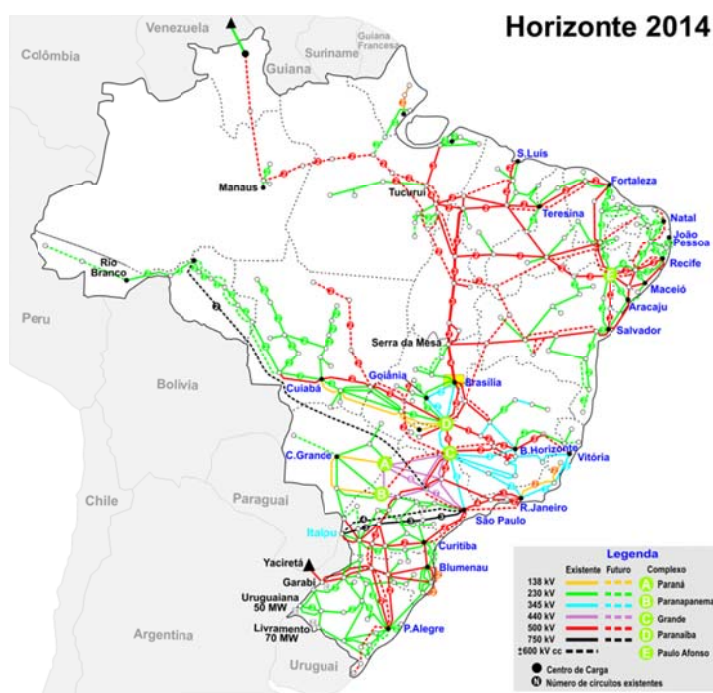 Horizonte 2014
Venezuela
Colômbia
Suriname
Guiana
Francesa
Guiana
S.Luis
Manaus
Tucuruí
Fortaleza
Teresina
Natal
João
Pessoa
Recife
Maceió
Aracaju
Salvador
Rio
Branco
Peru
Serra da Mesa
Bolívia
Goiânia
Brasília
Cuiabá
D
C
B.Horizonte
Vitória
C.Grance
A
B
E
R.Janeiro
São Paulo
Chile
Paraguai
Itaipu
Curitiba
Yaciretá
Blumenau
Garabi
Uruguaiana
50 MW
Livramento
70 MW
P.Alegre
Argentina
Uruguai
Legenda
Existente Futuro Complexo
138 kV A Paraná
230 kV B Paranapanema
345 kV C Grande
440 kV D Paranaíba
500 kV E Paulo Afonso
750 kV
±600 kV cc
Centro de Carga
N Número de circuitos existentes